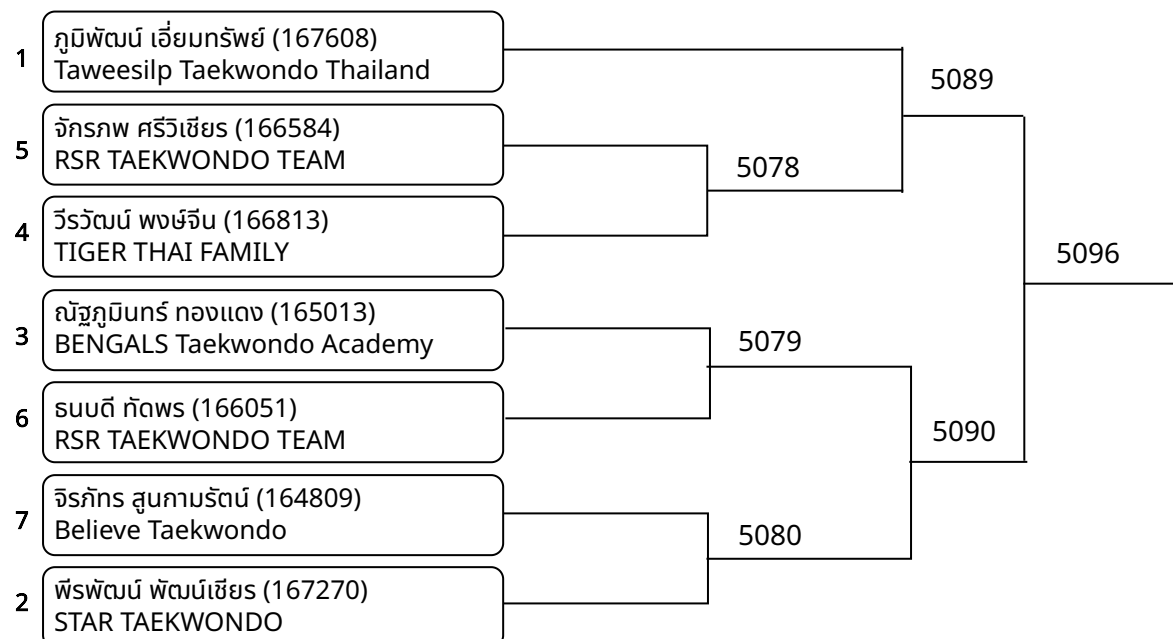 1
ภูมิพัฒน์ เอี่ยมทรัพย์ (167608)
Taweesilp Taekwondo Thailand
5
จักรภพ ศรีวิเชียร (166584)
RSR TAEKWONDO TEAM
4
วีรวัฒน์ พงษ์จีน (166813)
TIGER THAI FAMILY
3
ณัฐภูมินทร์ ทองแดง (165013)
BENGALS Taekwondo Academy
6
ธนบดี ทัดพร (166051)
RSR TAEKWONDO TEAM
7
จิรภัทร สูนกามรัตน์ (164809)
Believe Taekwondo
2
พีรพัฒน์ พัฒน์เชียร (167270)
STAR TAEKWONDO
5078
5079
5080
5089
5090
5096